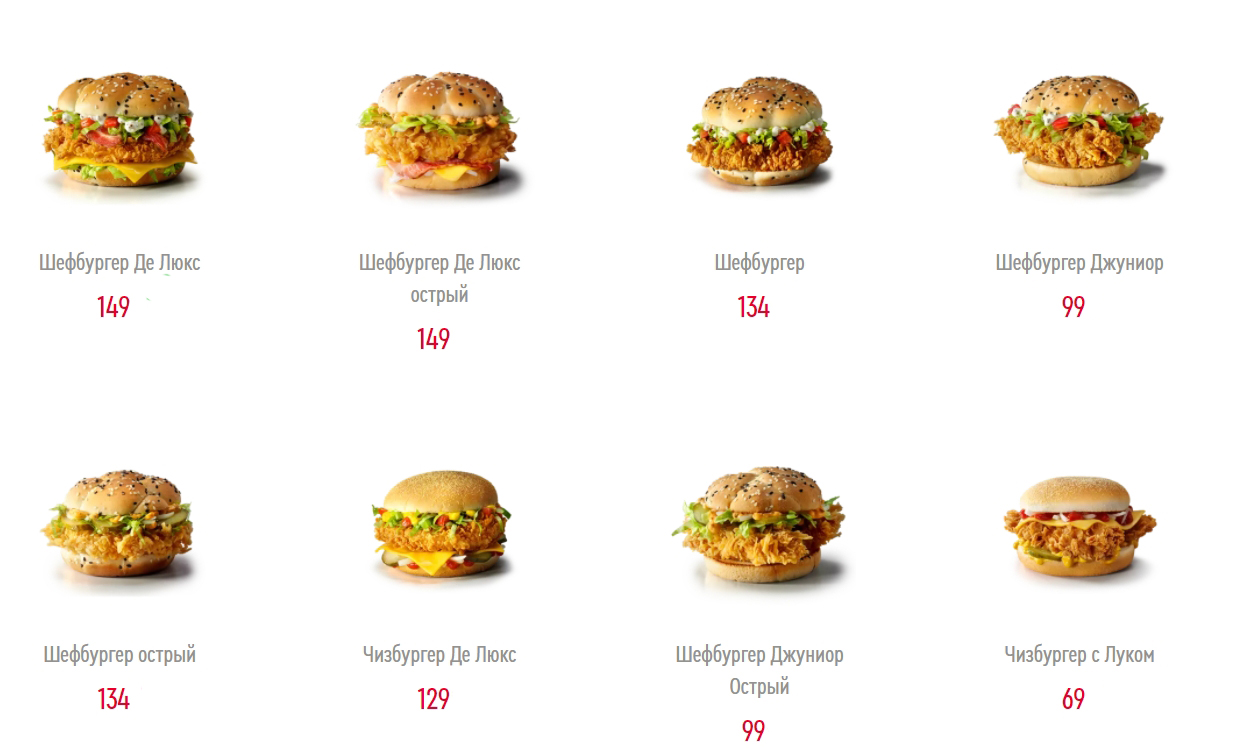 Шефбургер Де Люкс
149
Шефбургер Де Люкс
острый
149
Шефбургер
134
Шефбургер Джуниор
99
Шефбургер острый
134
Чизбургер Де Люкс
129
Шефбургер Джуниор
Острый
99
Чизбургер с Луком
69